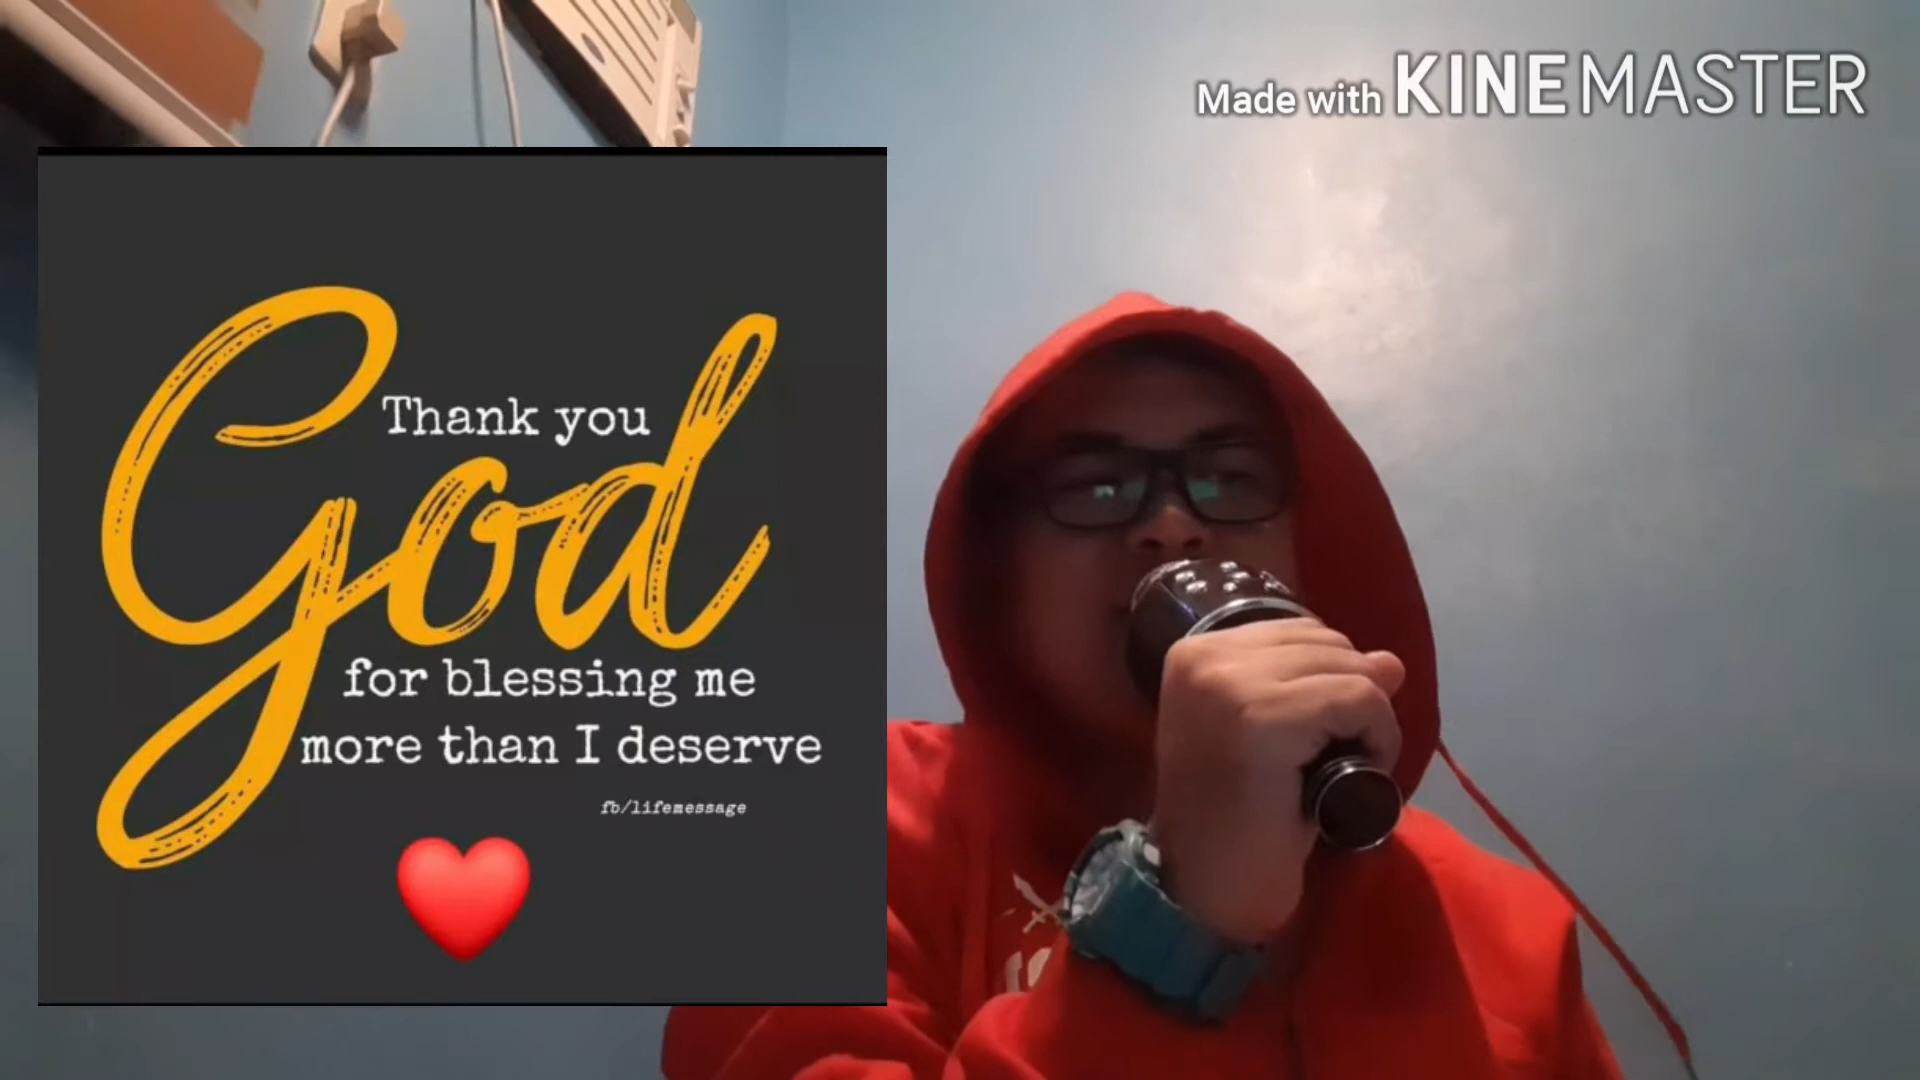 Made with KINEMASTER
Thank you
God
for blessing me
more than I deserve
fb/lifemessage